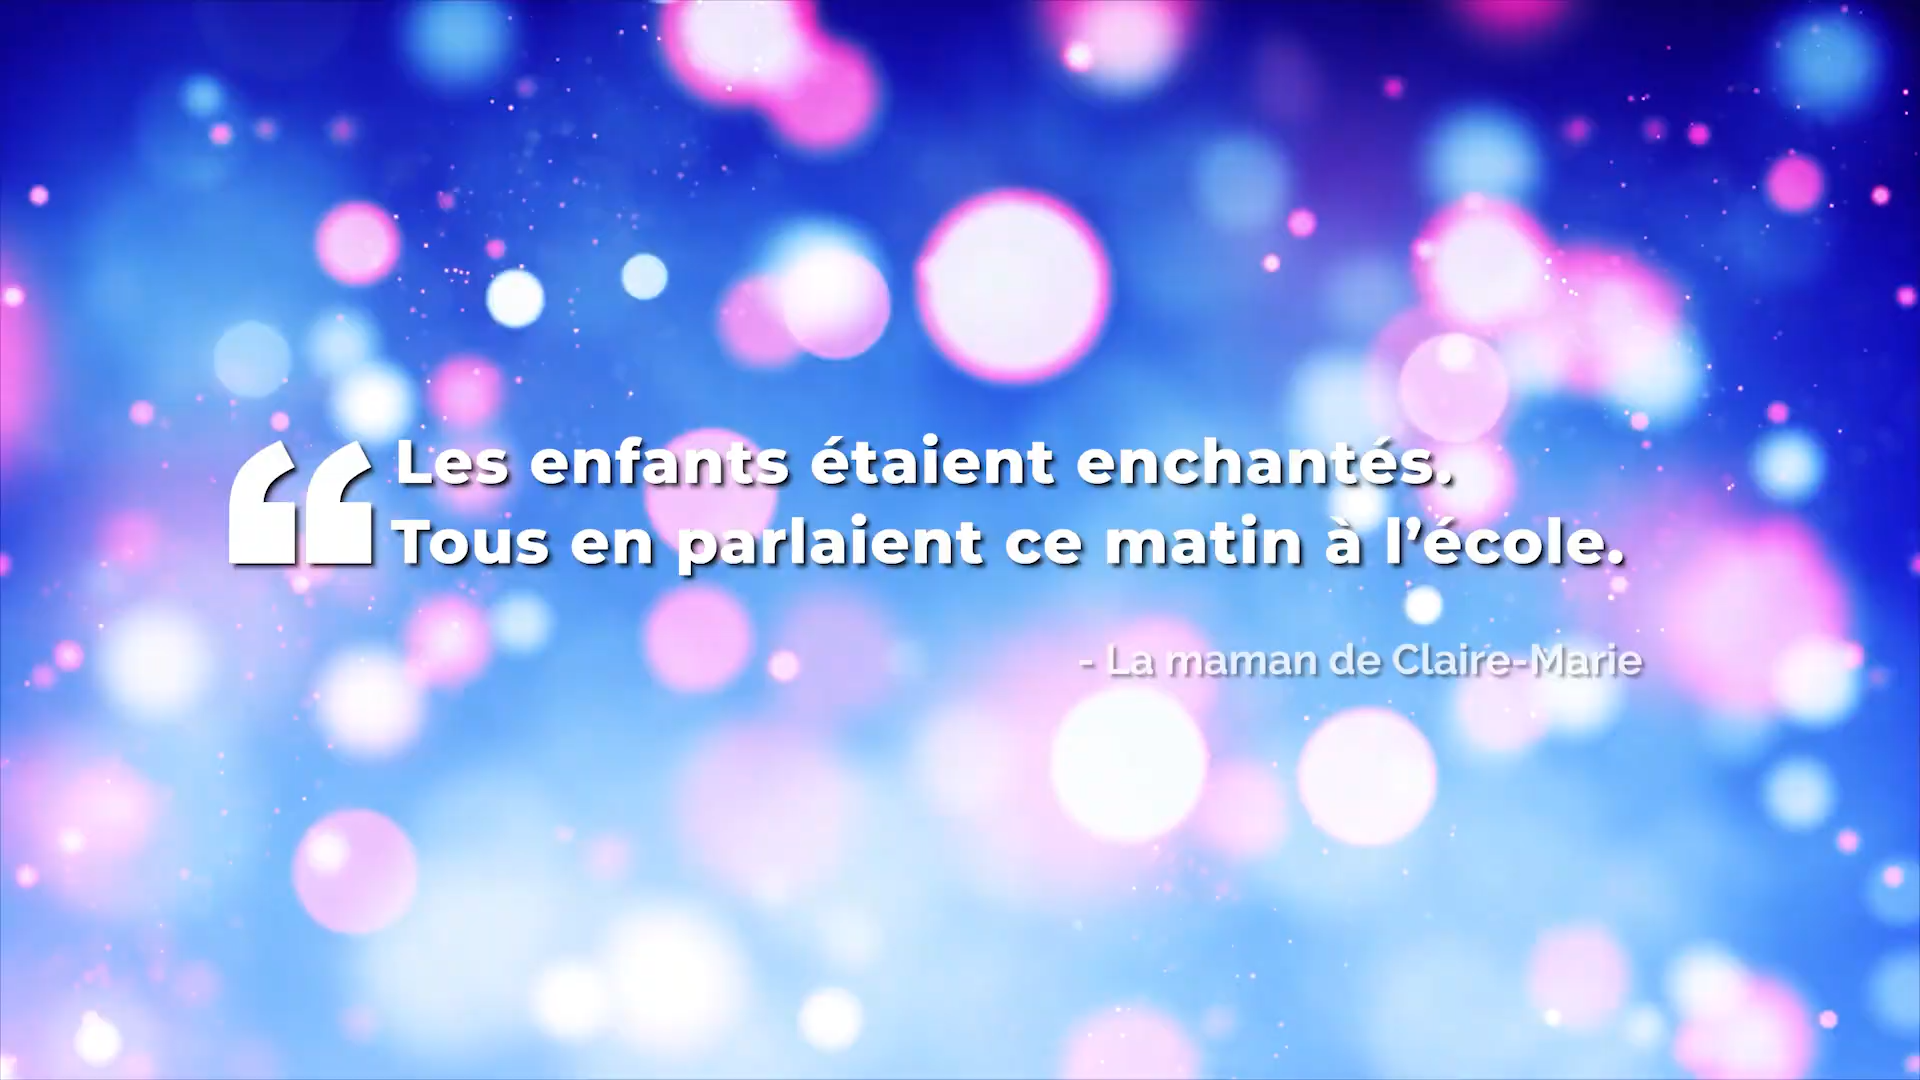 “Les enfants étaient enchantés.
Tous en parlaient ce matin à l’école.
- La maman de Claire-Marie